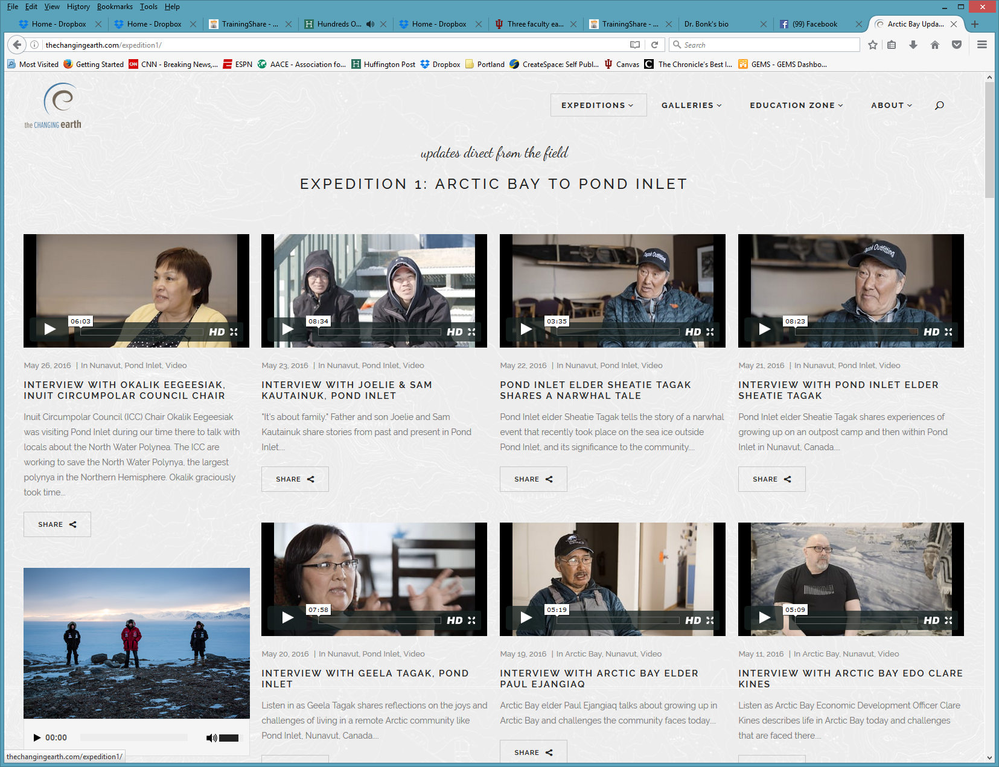 File Edit View History Bookmarks Tools Help
Home - Dropbox Home - Dropbox TrainingShare - ... Hundreds O... Home - Dropbox Three faculty ea... TrainingShare - ... Dr. Bonk's bio (99) Facebook Arctic Bay Upda...
thechangingearth.com/expedition1/ Search
Most Visited Getting Started CNN - Breaking News,... ESPN AACE - Association fo... Huffington Post Dropbox Portland CreateSpace: Self Publ... Canvas The Chronicle's Best I... GEMS - GEMS Dashbo...
the CHANGING earth
EXPEDITIONS GALLERIES EDUCATION ZONE ABOUT
updates direct from the field
EXPEDITION 1: ARCTIC BAY TO POND INLET
06:03 HD
May 26, 2016 | In Nunavut, Pond Inlet, Video
INTERVIEW WITH OKALIK EEGEESIAK,
INUIT CIRCUMPOLAR COUNCIL CHAIR
Inuit Circumpolar Council (ICC) Chair Okalik Eegeesiak
was visiting Pond Inlet during our time there to talk with
locals about the North Water Polynea. The ICC are
working to save the North Water Polynya, the largest
polynya in the Northern Hemisphere. Okalik graciously
took time...
SHARE
08:34 HD
May 23, 2016 | In Nunavut, Pond Inlet, Video
INTERVIEW WITH JOELIE & SAM
KAUTAINUK, POND INLET
"It's about family." Father and son Joelie and Sam
Kautainuk share stories from past and present in Pond
Inlet....
SHARE
Tagak Outfitting
03:35 HD
May 22, 2016 | In Nunavut, Pond Inlet, Video
POND INLET ELDER SHEATIE TAGAK
SHARES A NARWHAL TALE
Pond Inlet elder Sheatie Tagak tells the story of a narwhal
event that recently took place on the sea ice outside
Pond Inlet, and its significance to the community....
SHARE
Tagak Outfitting
08:23 HD
May 21, 2016 | In Nunavut, Pond Inlet, Video
INTERVIEW WITH POND INLET ELDER
SHEATIE TAGAK
Pond Inlet elder Sheatie Tagak shares experiences of
growing up on an outpost camp and then within Pond
Inlet in Nunavut, Canada....
SHARE
00:00
07:58 HD
May 20, 2016 | In Nunavut, Pond Inlet, Video
INTERVIEW WITH GEELA TAGAK, POND
INLET
Listen in as Geela Tagak shares reflections on the joys and
challenges of living in a remote Arctic community like
Pond Inlet, Nunavut, Canada....
05:19 HD
May 19, 2016 | In Arctic Bay, Nunavut, Video
INTERVIEW WITH ARCTIC BAY ELDER
PAUL EJANGIAQ
Arctic Bay elder Paul Ejangiaq talks about growing up in
Arctic Bay and challenges the community faces today....
SHARE
05:09 HD
May 11, 2016 | In Arctic Bay, Nunavut, Video
INTERVIEW WITH ARCTIC BAY EDO CLARE
KINES
Listen as Arctic Bay Economic Development Officer Clare
Kines describes life in Arctic Bay today and challenges
that are faced there....
thechangingearth.com/expedition1/